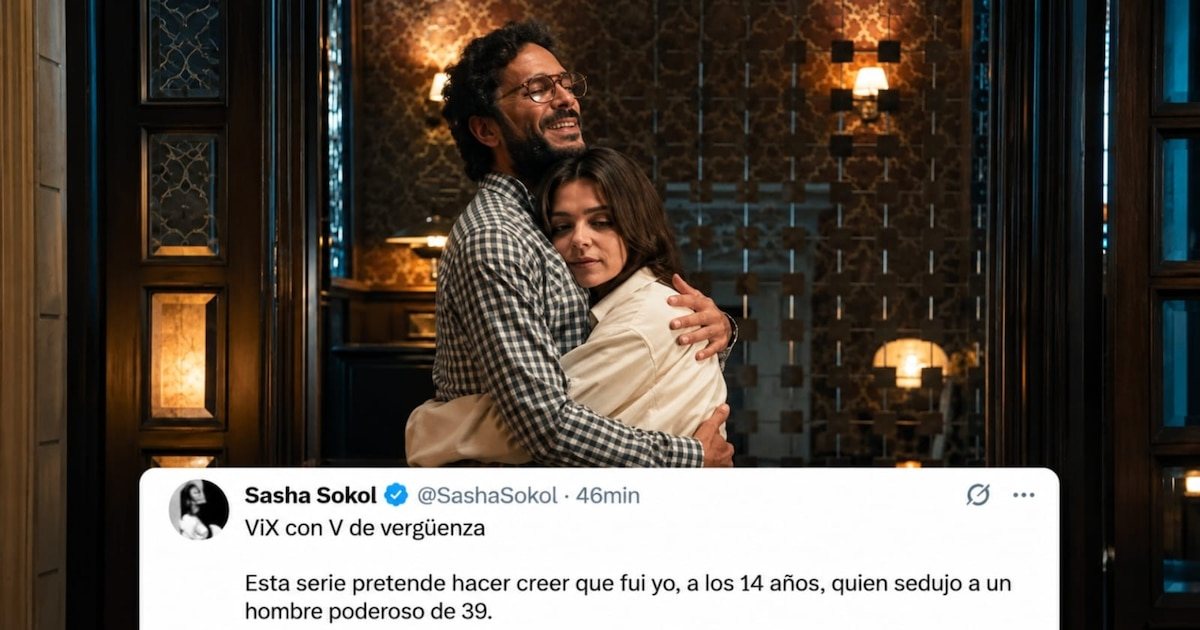 Sasha Sokol @SashaSokol · 46min
ViX con V de vergüenza
Esta serie pretende hacer creer que fui yo, a los 14 años, quien sedujo a un
hombre poderoso de 39.